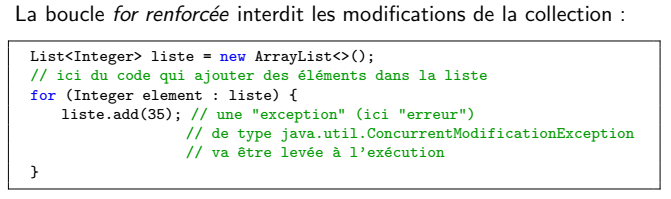 La boucle for renforcée interdit les modifications de la collection :
List<Integer> liste = new ArrayList<>();
// ici du code qui ajouter des éléments dans la liste
for (Integer element : liste) {
liste.add(35); // une "exception" (ici "erreur")
// de type java.util.ConcurrentModificationException
// va être levée à l'exécution
}